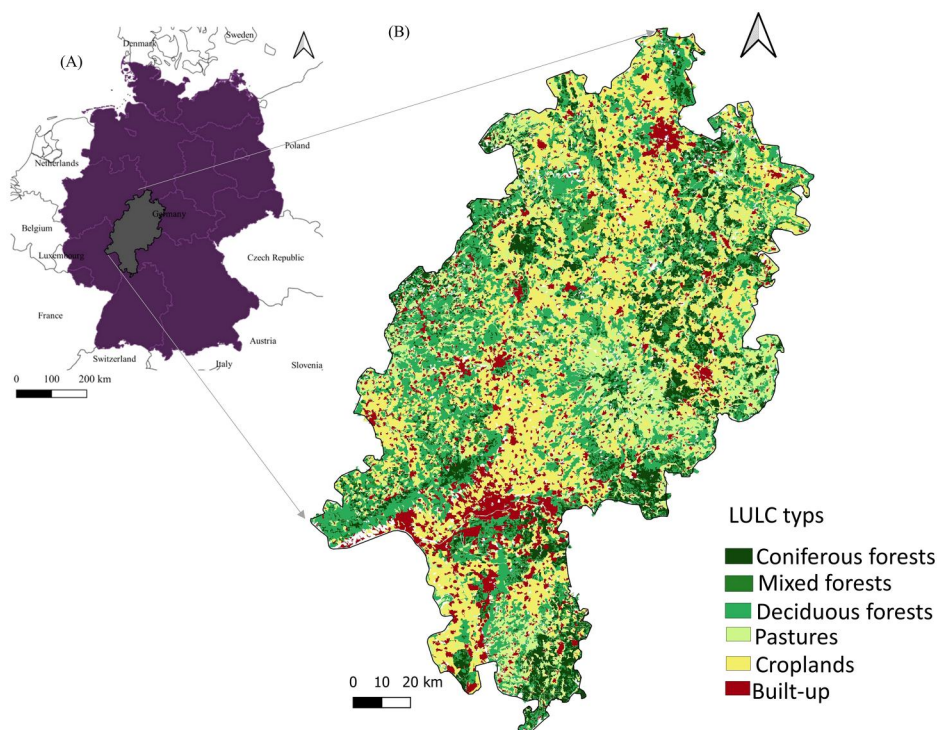 (A)
Denmark
Sweden
Netherlands
Poland
Germany
Belgium
Luxembourg
Czech Republic
France
Austria
Switzerland
Italy
Slovenia
0 100 200 km
(B)
0 10 20 km
LULC typs
Coniferous forests
Mixed forests
Deciduous forests
Pastures
Croplands
Built-up